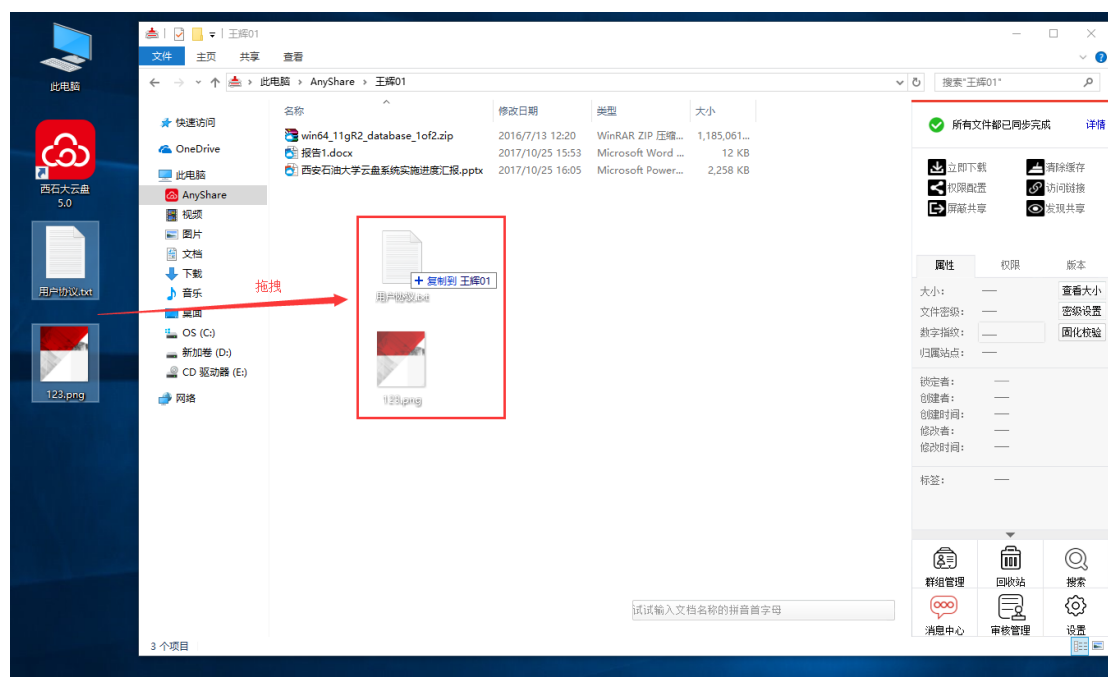 此电脑
西石大云盘
5.0
用户协议.txt
123.png
王辉01
文件 主页 共享 查看
此电脑 › AnyShare › 王辉01
搜索"王辉01"
快速访问
OneDrive
此电脑
AnyShare
视频
图片
文档
下载
音乐
桌面
OS (C:)
新加卷 (D:)
CD 驱动器 (E:)
网络
名称 修改日期 类型 大小
win64_11gR2_database_1of2.zip 2016/7/13 12:20 WinRAR ZIP 压缩... 1,185,061...
报告1.docx 2017/10/25 15:53 Microsoft Word ... 12 KB
西安石油大学云盘系统实施进度汇报.pptx 2017/10/25 16:05 Microsoft Power... 2,258 KB
拖拽
+ 复制到 王辉01
用户协议.txt
123.png
试试输入文档名称的拼音首字母
所有文件都已同步完成 详情
立即下载 清除缓存
权限配置 访问链接
屏蔽共享 发现共享
属性 权限 版本
大小: — 查看大小
文件密级: — 密级设置
数字指纹: — 固化校验
归属站点: —
锁定者: —
创建者: —
创建时间: —
修改者: —
修改时间: —
标签: —
群组管理 回收站 搜索
消息中心 审核管理 设置
3 个项目